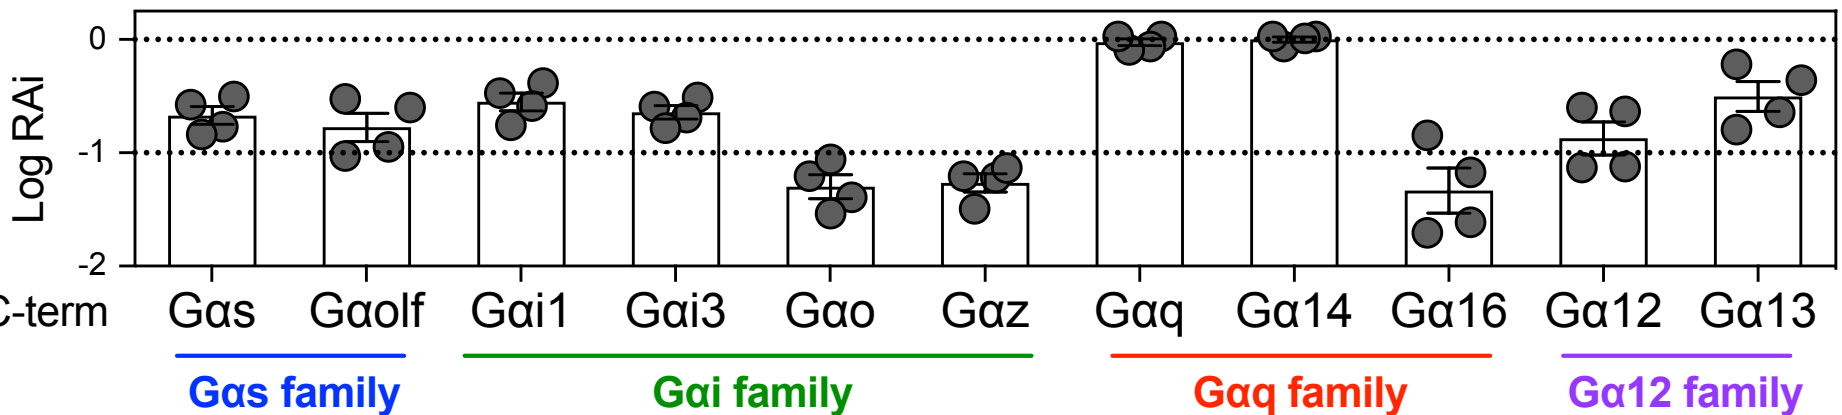 Log RAi
0
-1
-2
C-term Gαs Gαolf Gαi1 Gαi3 Gαo Gαz Gαq Gα14 Gα16 Gα12 Gα13
Gαs family Gαi family Gαq family Gα12 family